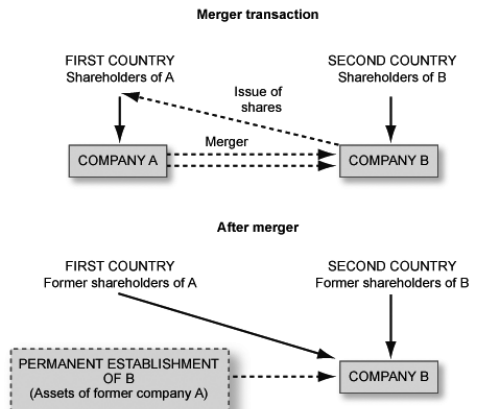 Merger transaction
FIRST COUNTRY
Shareholders of A
SECOND COUNTRY
Shareholders of B
Issue of
shares
Merger
COMPANY A
COMPANY B
After merger
FIRST COUNTRY
Former shareholders of A
SECOND COUNTRY
Former shareholders of B
PERMANENT ESTABLISHMENT
OF B
(Assets of former company A)
COMPANY B